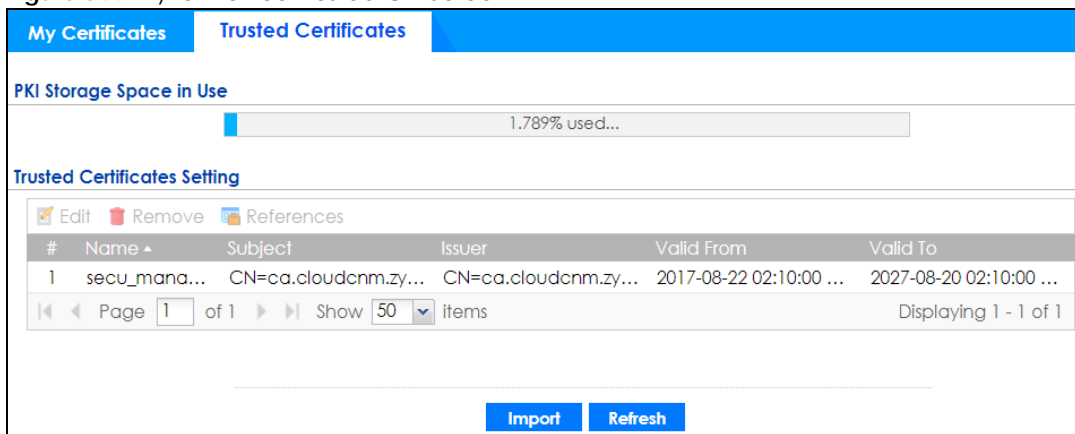 My Certificates Trusted Certificates
PKI Storage Space in Use
1.789% used...
Trusted Certificates Setting
Edit Remove References
# Name Subject Issuer Valid From Valid To
1 secu_mana... CN=ca.cloudcnm.zy... CN=ca.cloudcnm.zy... 2017-08-22 02:10:00 ... 2027-08-20 02:10:00 ...
Page 1 of 1 Show 50 items Displaying 1 - 1 of 1
Import Refresh